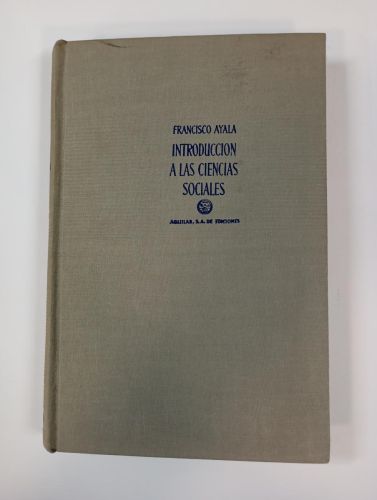 FRANCISCO AYALA
INTRODUCCION
A LAS CIENCIAS
SOCIALES
AGUILAR, S.A. DE EDICIONES